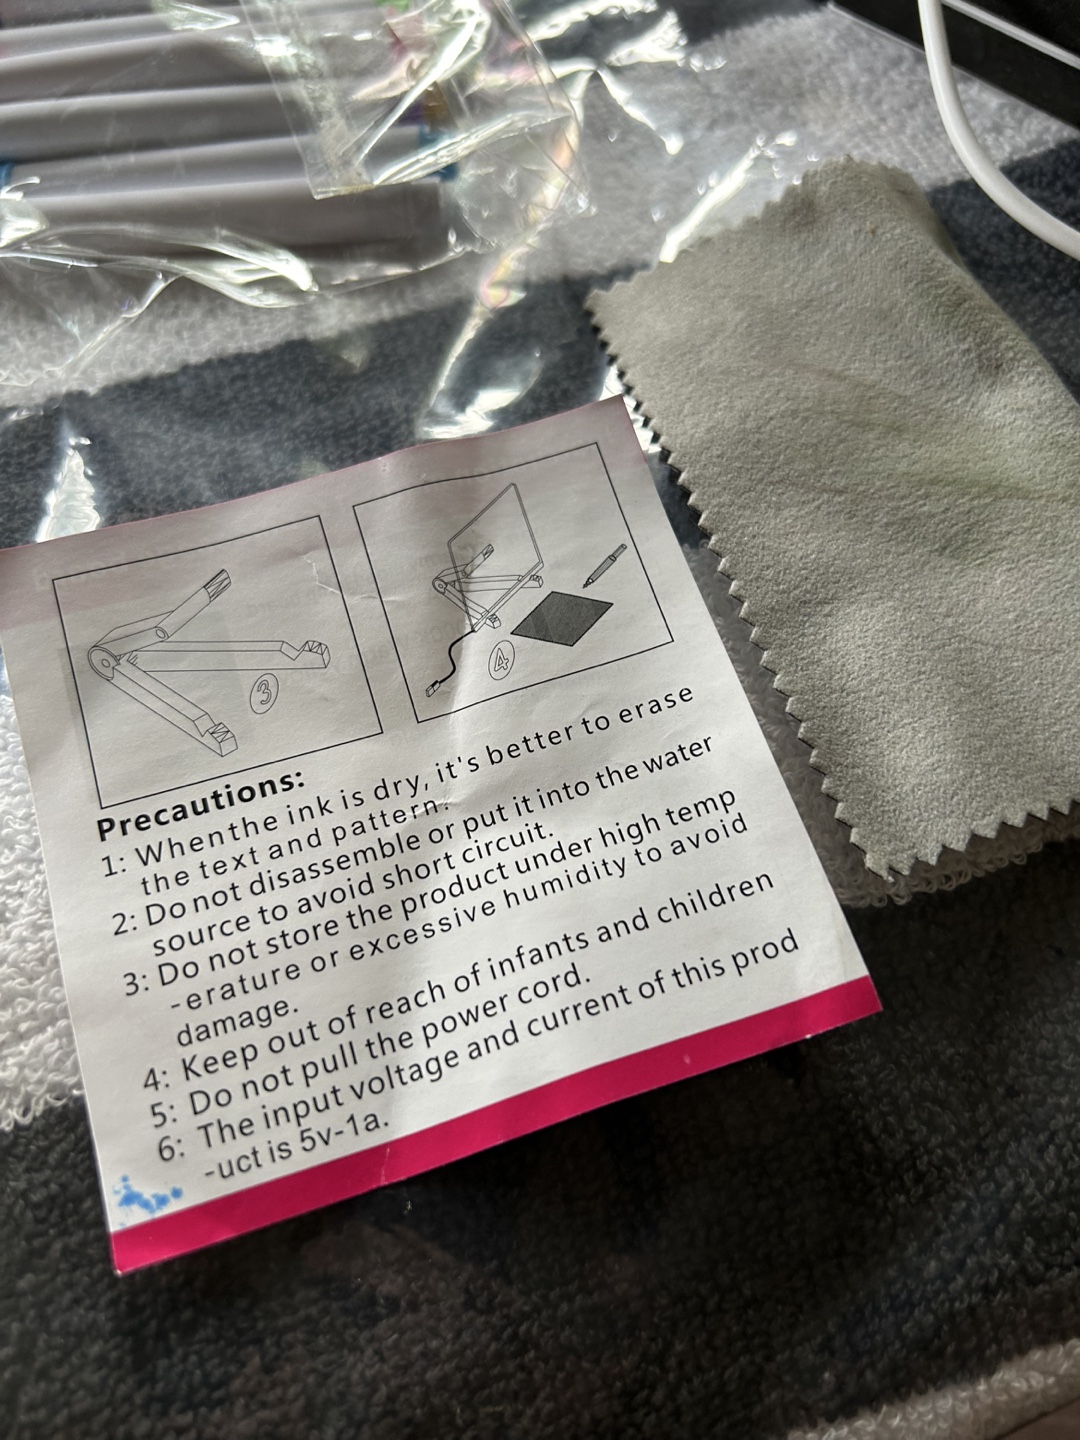 3
4
Precautions:
1: When the ink is dry, it's better to erase
the text and pattern.
2: Do not disassemble or put it into the water
source to avoid short circuit.
3: Do not store the product under high temp
-erature or excessive humidity to avoid
damage.
4: Keep out of reach of infants and children
5: Do not pull the power cord.
6: The input voltage and current of this prod
-uct is 5v-1a.